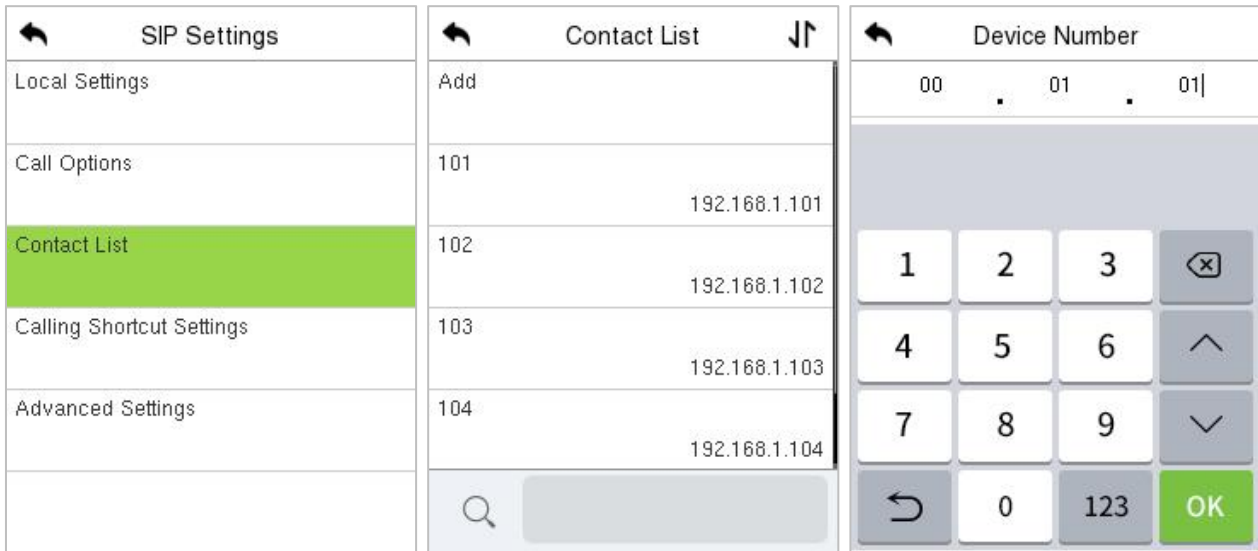 SIP Settings
Local Settings
Call Options
Contact List
Calling Shortcut Settings
Advanced Settings
Contact List
Add
101
192.168.1.101
102
192.168.1.102
103
192.168.1.103
104
192.168.1.104
Device Number
00 . 01 . 01
1 2 3
4 5 6
7 8 9
0 123 OK